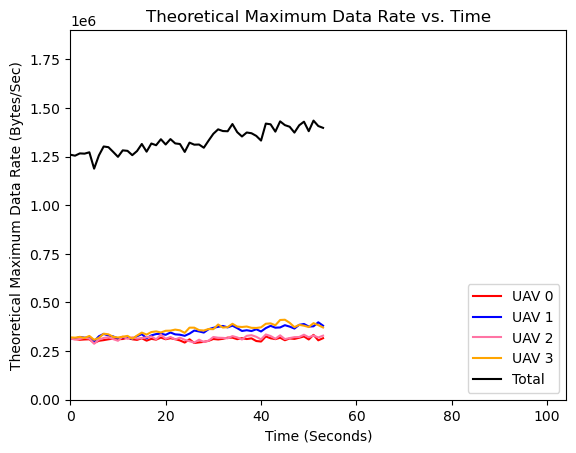 Theoretical Maximum Data Rate vs. Time
1e6
Theoretical Maximum Data Rate (Bytes/Sec)
1.75
1.50
1.25
1.00
0.75
0.50
0.25
0.00
0
20
40
60
80
100
Time (Seconds)
UAV 0
UAV 1
UAV 2
UAV 3
Total